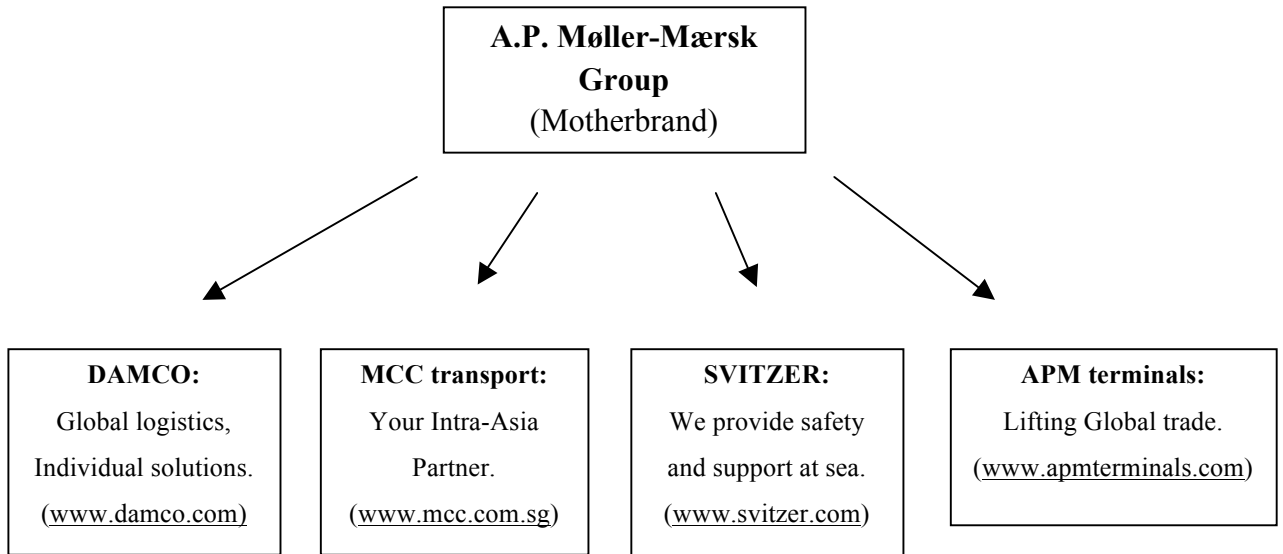 A.P. Møller-Mærsk
Group
(Motherbrand)
DAMCO:
Global logistics,
Individual solutions.
(www.damco.com)
MCC transport:
Your Intra-Asia
Partner.
(www.mcc.com.sg)
SVITZER:
We provide safety
and support at sea.
(www.svitzer.com)
APM terminals:
Lifting Global trade.
(www.apmterminals.com)